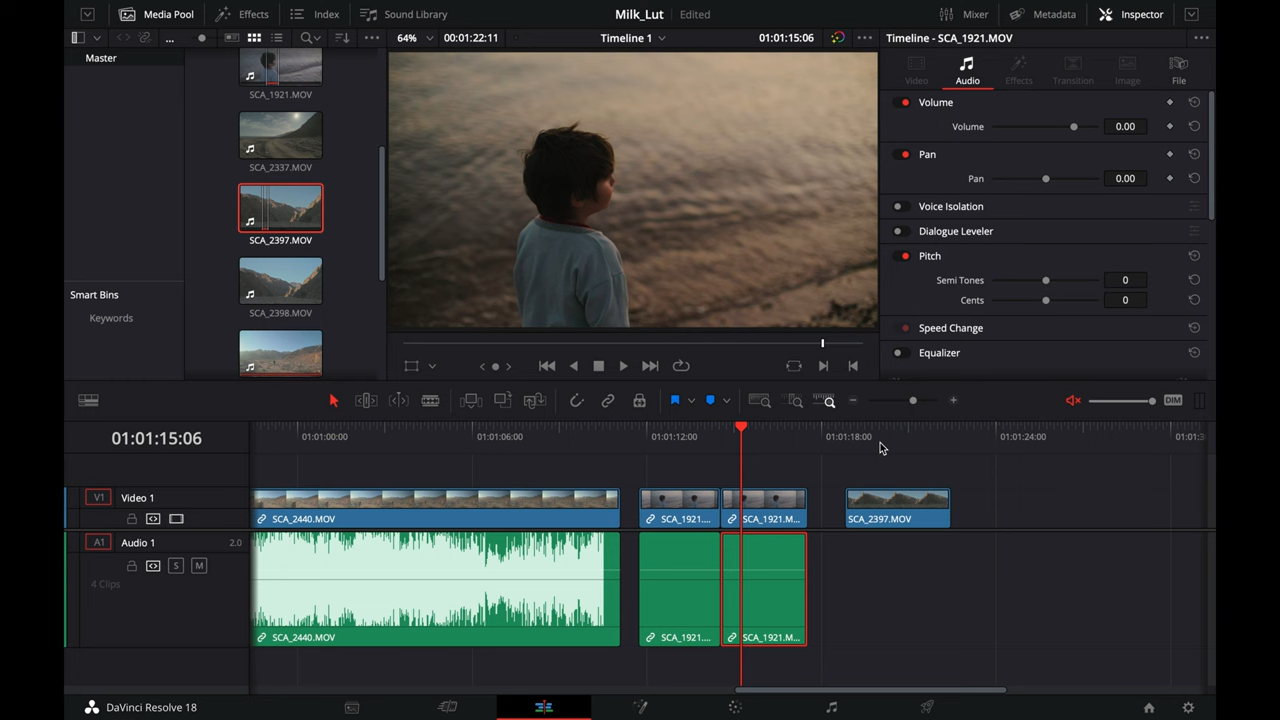 Media Pool
Effects
Index
Sound Library
Milk_Lut
Edited
Mixer
Metadata
Inspector
64%
00:01:22:11
Timeline 1
01:01:15:06
Timeline - SCA_1921.MOV
Master
SCA_1921.MOV
SCA_2337.MOV
SCA_2397.MOV
SCA_2398.MOV
Smart Bins
Keywords
Video
Audio
Effects
Transition
Image
File
Volume
Volume 0.00
Pan
Pan 0.00
Voice Isolation
Dialogue Leveler
Pitch
Semi Tones 0
Cents 0
Speed Change
Equalizer
DIM
01:01:15:06
01:01:00:00
01:01:06:00
01:01:12:00
01:01:18:00
01:01:24:00
01:01:3
V1 Video 1
SCA_2440.MOV
SCA_1921....
SCA_1921.M...
SCA_2397.MOV
A1 Audio 1 2.0
S M
4 Clips
SCA_2440.MOV
SCA_1921....
SCA_1921.M...
DaVinci Resolve 18